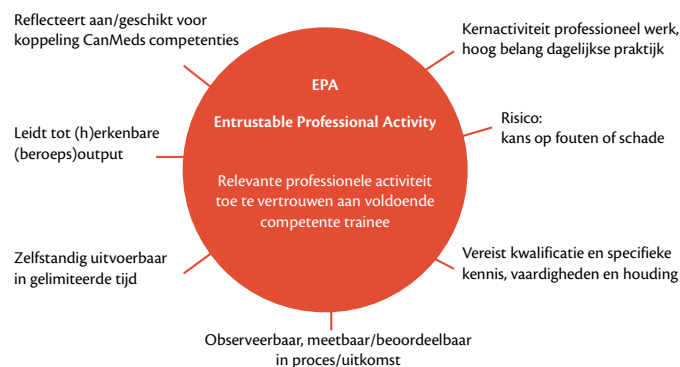 Reflecteert aan/geschikt voor
koppeling CanMeds competenties
Kernactiviteit professioneel werk,
hoog belang dagelijkse praktijk
EPA
Entrustable Professional Activity
Leidt tot (h)erkenbare
(beroeps)output
Risico:
kans op fouten of schade
Relevante professionele activiteit
toe te vertrouwen aan voldoende
competente trainee
Zelfstandig uitvoerbaar
in gelimiteerde tijd
Vereist kwalificatie en specifieke
kennis, vaardigheden en houding
Observeerbaar, meetbaar/beoordeelbaar
in proces/uitkomst